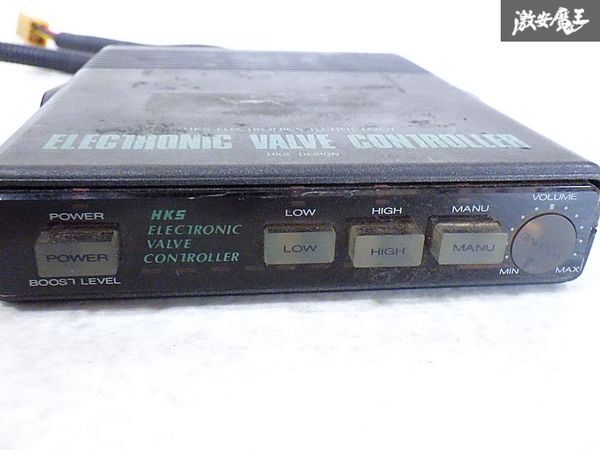 激安魔王
HKS ELECTRONICS TECHNOLOGY
ELECTRONIC VALVE CONTROLLER
HKS DESIGN
POWER
POWER
BOOST LEVEL
HKS
ELECTRONIC
VALVE
CONTROLLER
LOW
LOW
HIGH
HIGH
MANU
MANU
VOLUME
MIN
MAX